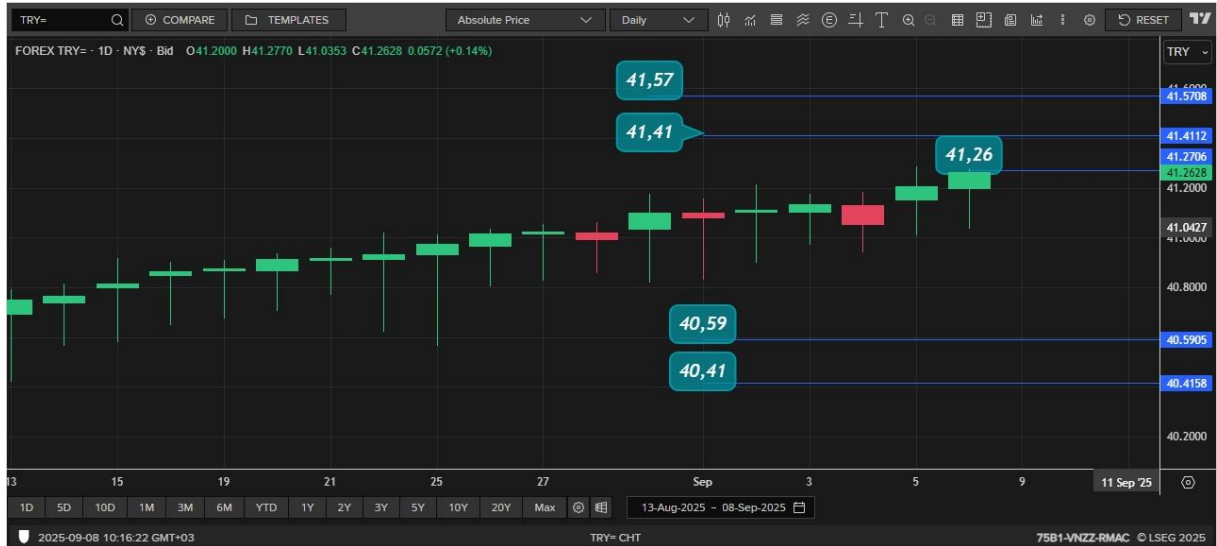 TRY=
COMPARE
TEMPLATES
Absolute Price
Daily
RESET
FOREX TRY= · 1D · NY$ · Bid O41.2000 H41.2770 L41.0353 C41.2628 0.0572 (+0.14%)
TRY
41,57
41.5708
41,41
41.4112
41,26
41.2706
41.2628
41.2000
41.0427
41.0000
40.8000
40,59
40.5905
40,41
40.4158
40.2000
13 15 19 21 25 27 Sep 3 5 9 11 Sep '25
1D 5D 10D 1M 3M 6M YTD 1Y 2Y 3Y 5Y 10Y 20Y Max 13-Aug-2025 - 08-Sep-2025
2025-09-08 10:16:22 GMT+03 TRY= CHT 75B1-VNZZ-RMAC © LSEG 2025